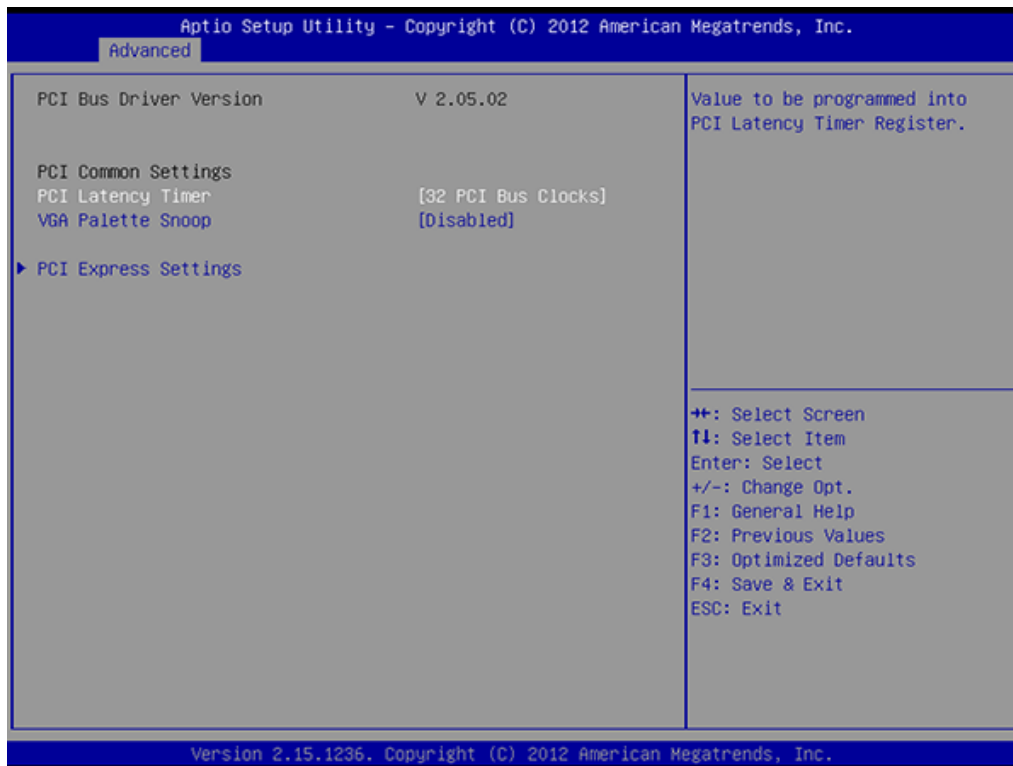 Aptio Setup Utility – Copyright (C) 2012 American Megatrends, Inc.
Advanced
PCI Bus Driver Version V 2.05.02
PCI Common Settings
PCI Latency Timer [32 PCI Bus Clocks]
VGA Palette Snoop [Disabled]
PCI Express Settings
Value to be programmed into
PCI Latency Timer Register.
→←: Select Screen
↑↓: Select Item
Enter: Select
+/-: Change Opt.
F1: General Help
F2: Previous Values
F3: Optimized Defaults
F4: Save & Exit
ESC: Exit
Version 2.15.1236. Copyright (C) 2012 American Megatrends, Inc.